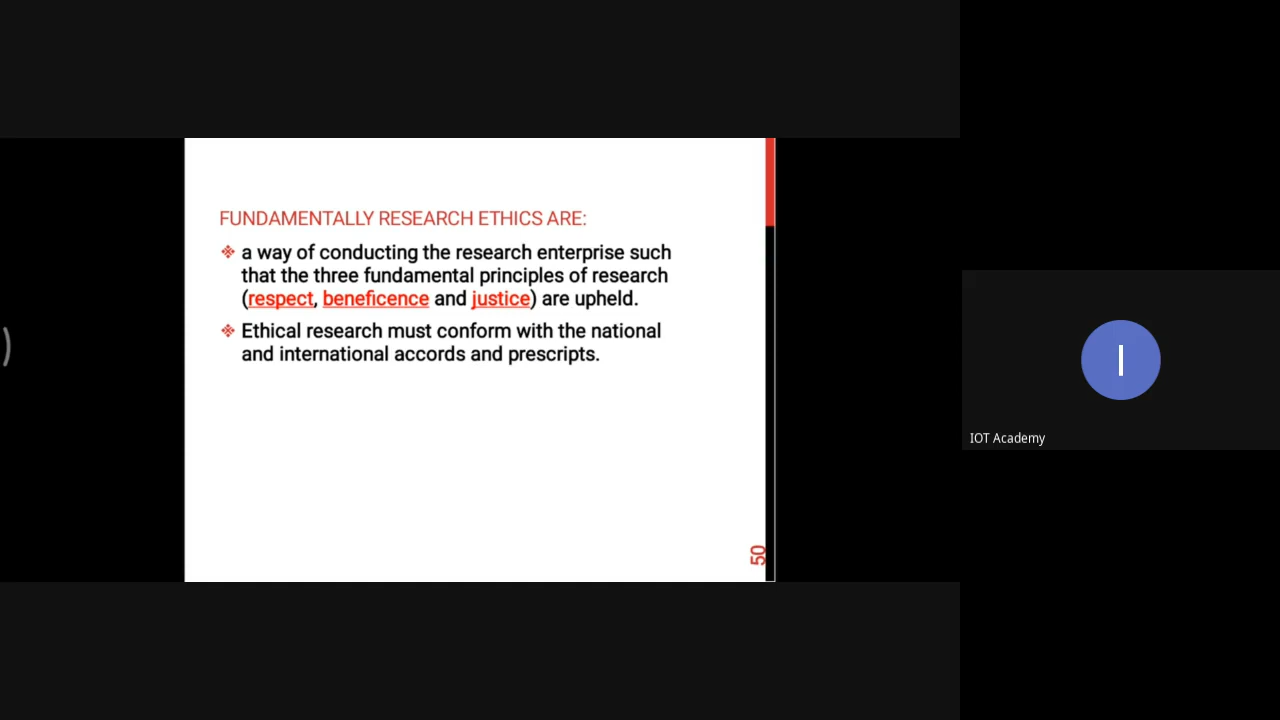 FUNDAMENTALLY RESEARCH ETHICS ARE:
❖ a way of conducting the research enterprise such
that the three fundamental principles of research
(respect, beneficence and justice) are upheld.
❖ Ethical research must conform with the national
and international accords and prescripts.
50
I
IOT Academy